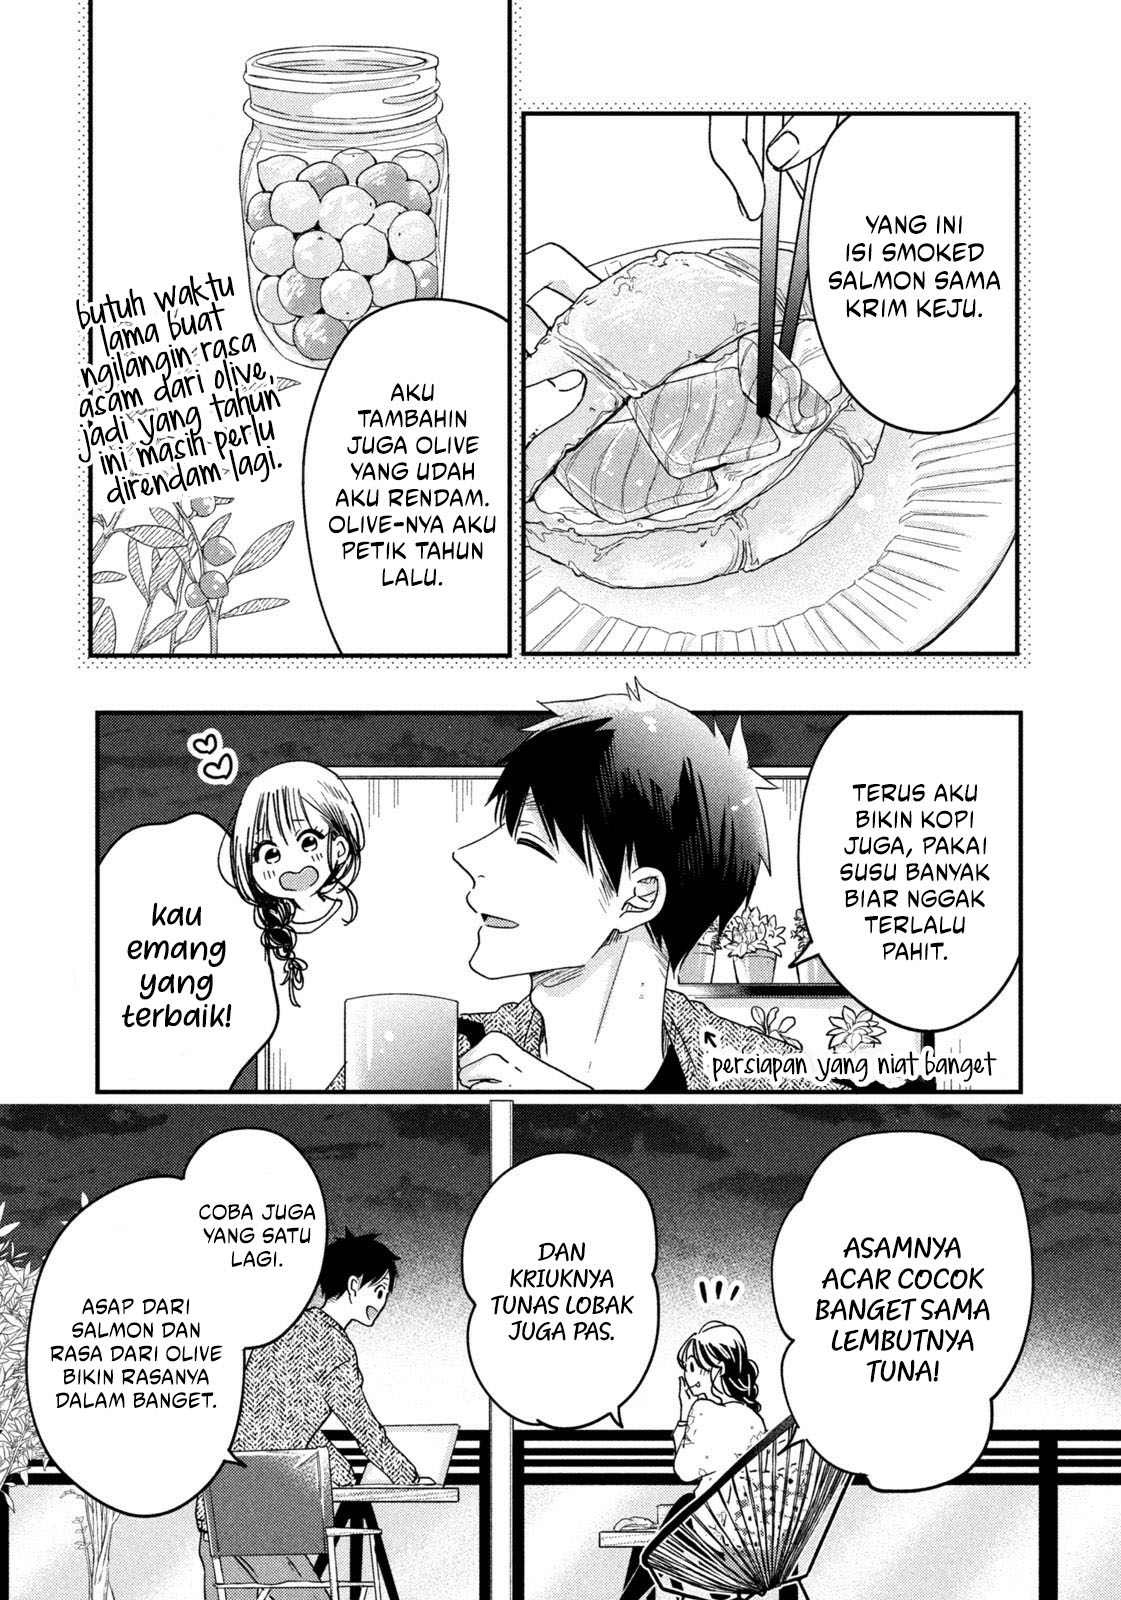 YANG INI
ISI SMOKED
SALMON SAMA
KRIM KEJU.
AKU
TAMBAHIN
JUGA OLIVE
YANG UDAH
AKU RENDAM.
OLIVE-NYA AKU
PETIK TAHUN
LALU.
butuh waktu
lama buat
ngilangin rasa
asam dari olive,
jadi yang tahun
ini masih perlu
direndam lagi.
TERUS AKU
BIKIN KOPI
JUGA, PAKAI
SUSU BANYAK
BIAR NGGAK
TERLALU
PAHIT.
persiapan yang niat banget
kau
emang
yang
terbaik!
ASAMNYA
ACAR COCOK
BANGET SAMA
LEMBUTNYA
TUNA!
DAN
KRIUKNYA
TUNAS LOBAK
JUGA PAS.
COBA JUGA
YANG SATU
LAGI.
ASAP DARI
SALMON DAN
RASA DARI OLIVE
BIKIN RASANYA
DALAM BANGET.